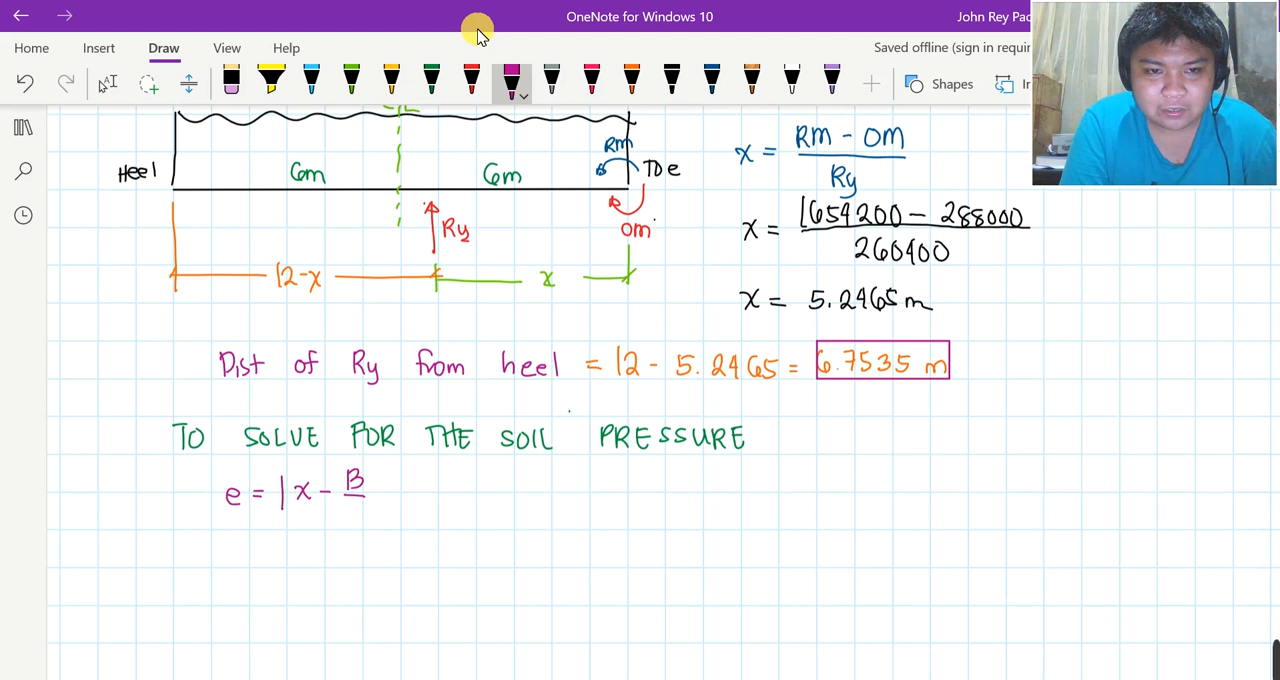 OneNote for Windows 10
John Rey Pac
Home Insert Draw View Help
Saved offline (sign in requir
Shapes
In
Heel
6m
6m
RM
Toe
Ry
OM
12-x
x
x = RM - OM
Ry
x = 1654200 - 288000
260400
x = 5.2465 m
Dist of Ry from heel = 12 - 5.2465 = 6.7535 m
TO SOLVE FOR THE SOIL PRESSURE
e = |x - B